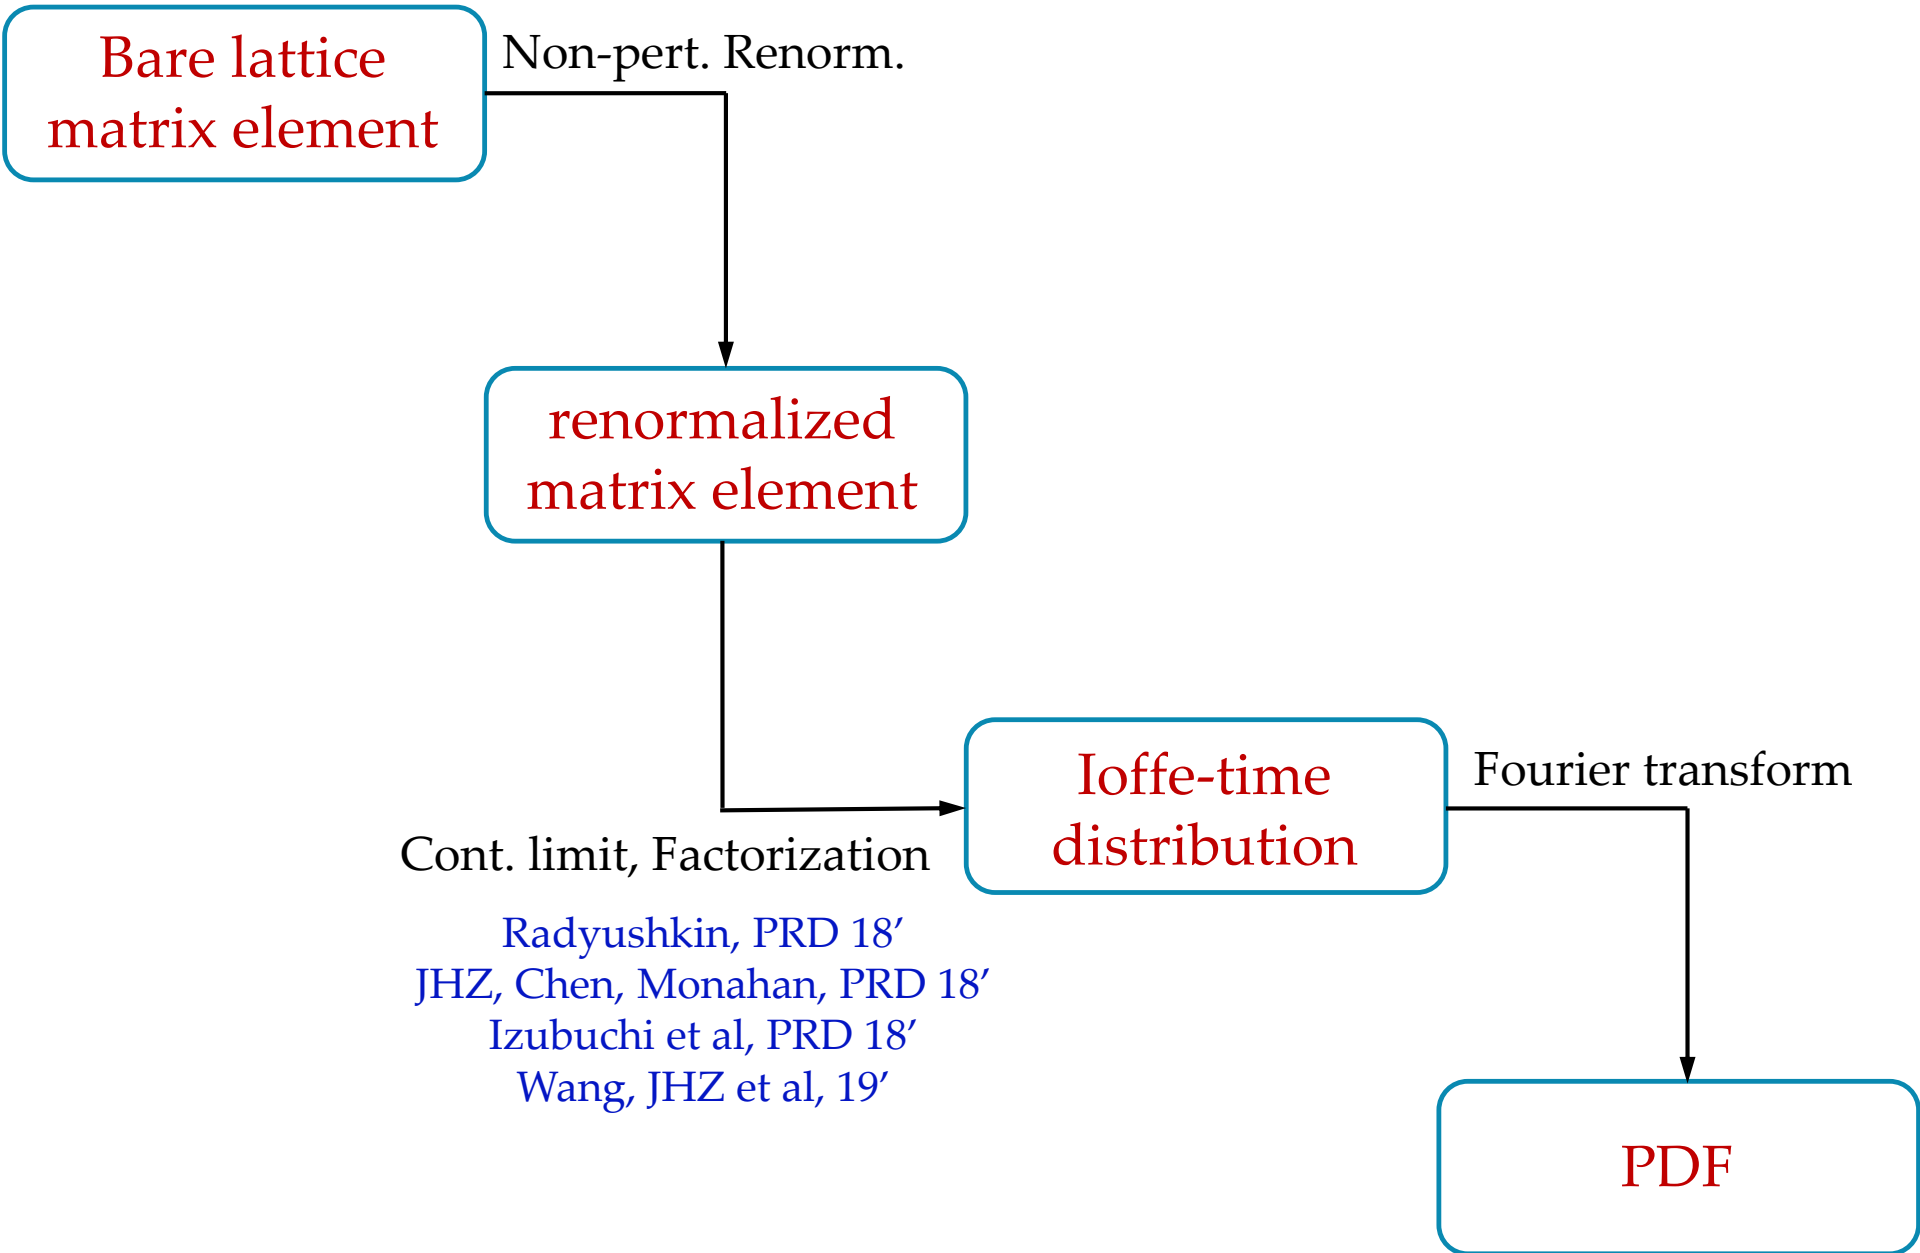 Bare lattice
matrix element
Non-pert. Renorm.
renormalized
matrix element
Ioffe-time
distribution
Fourier transform
Cont. limit, Factorization
Radyushkin, PRD 18’
JHZ, Chen, Monahan, PRD 18’
Izubuchi et al, PRD 18’
Wang, JHZ et al, 19’
PDF